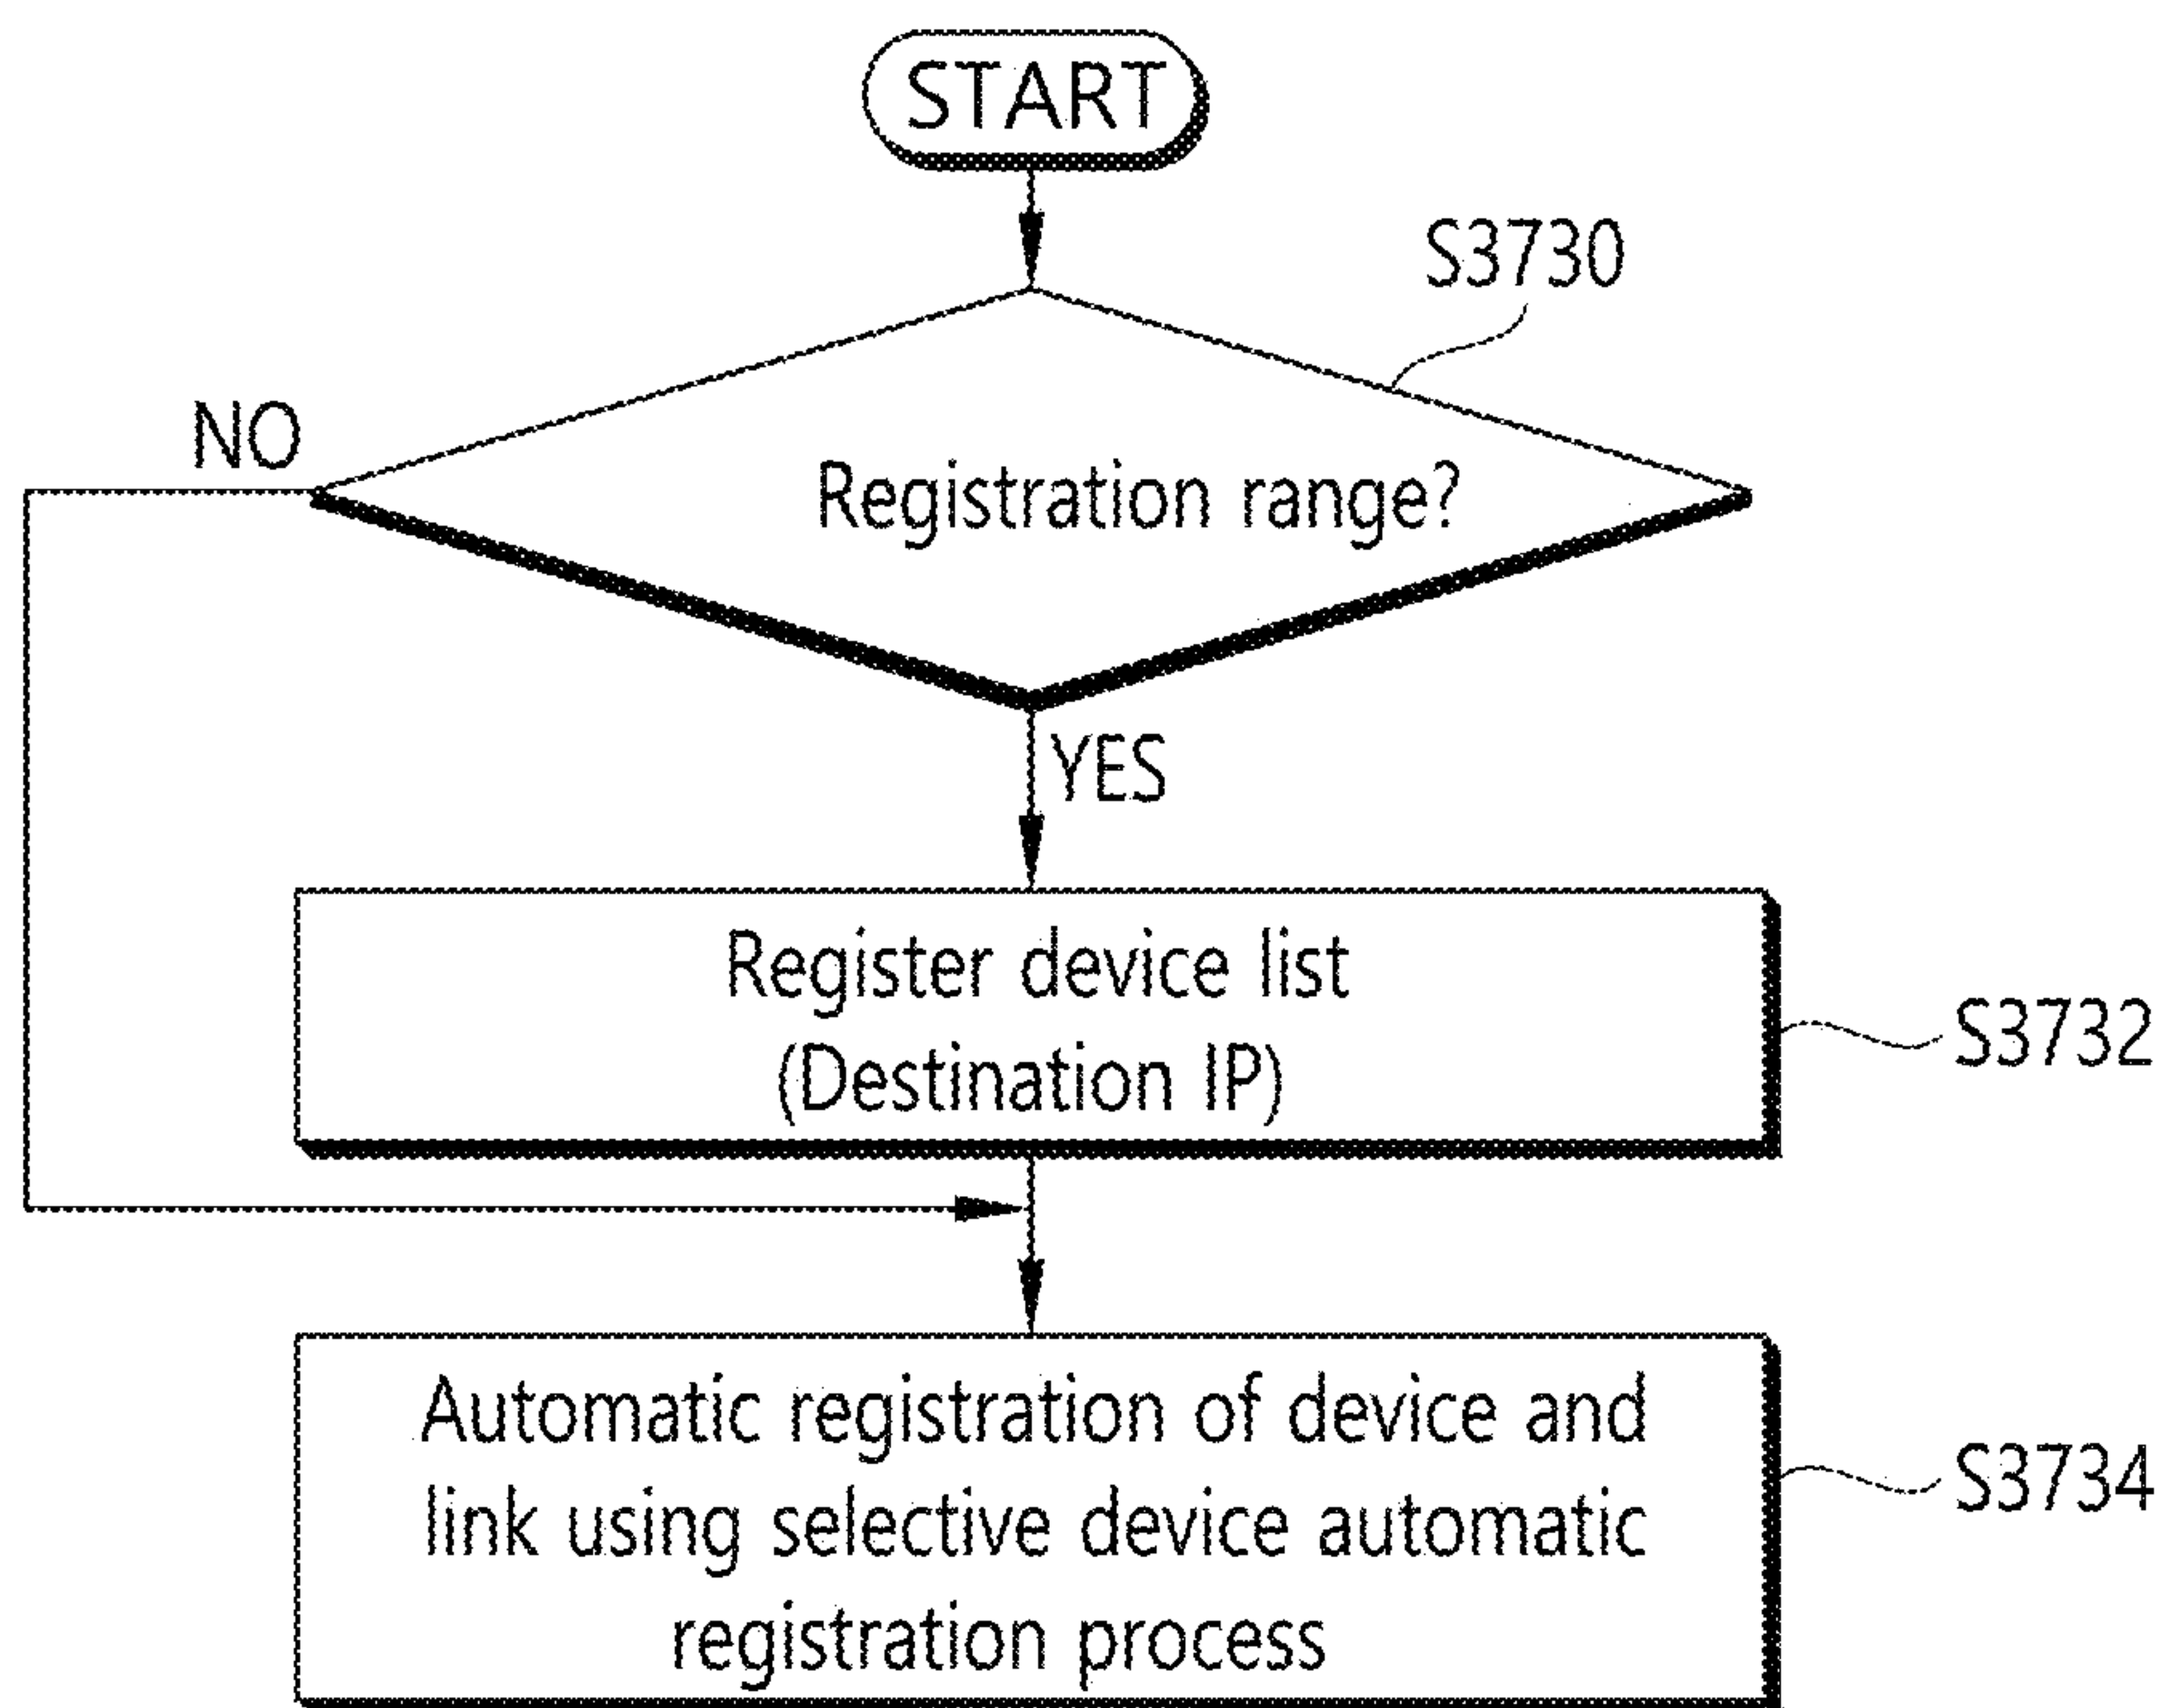 START
S3730
NO
Registration range?
YES
Register device list
(Destination IP)
S3732
Automatic registration of device and
link using selective device automatic
registration process
S3734